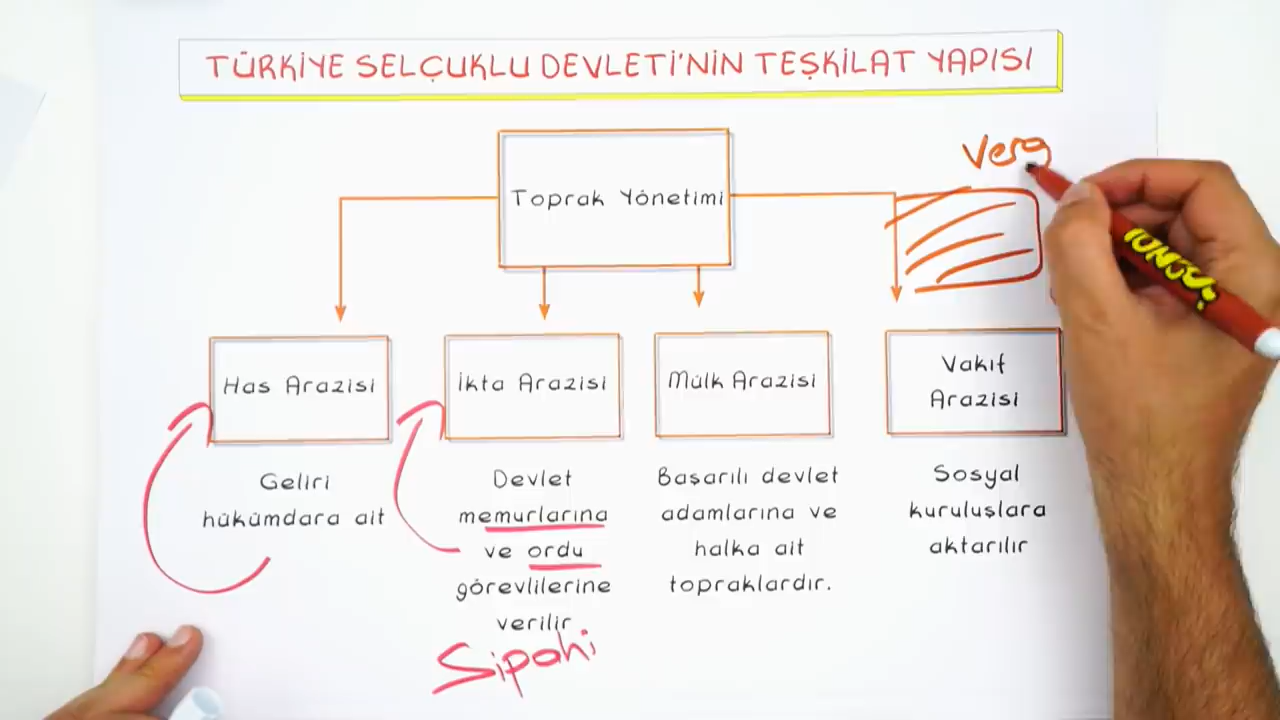 TÜRKİYE SELÇUKLU DEVLETİ'NİN TEŞKİLAT YAPISI
Verg
Toprak Yönetimi
Has Arazisi
İkta Arazisi
Mülk Arazisi
Vakıf
Arazisi
Geliri
hükümdara ait
Devlet
memurlarına
ve ordu
görevlilerine
verilir
Sipahi
Başarılı devlet
adamlarına ve
halka ait
topraklardır.
Sosyal
kuruluşlara
aktarılır